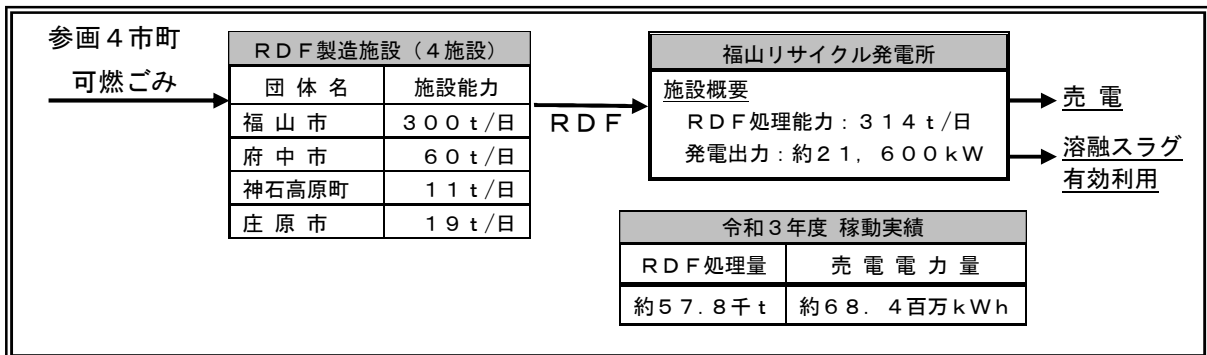 参画４市町
可燃ごみ
ＲＤＦ製造施設（４施設）
団 体 名 施設能力
福 山 市 ３００ｔ/日
府 中 市 ６０ｔ/日
神石高原町 １１ｔ/日
庄 原 市 １９ｔ/日
ＲＤＦ
福山リサイクル発電所
施設概要
ＲＤＦ処理能力：３１４ｔ/日
発電出力：約２１，６００ｋＷ
売 電
溶融スラグ
有効利用
令和３年度 稼動実績
ＲＤＦ処理量 売 電 電 力 量
約５７.８千ｔ 約６８．４百万ｋＷｈ